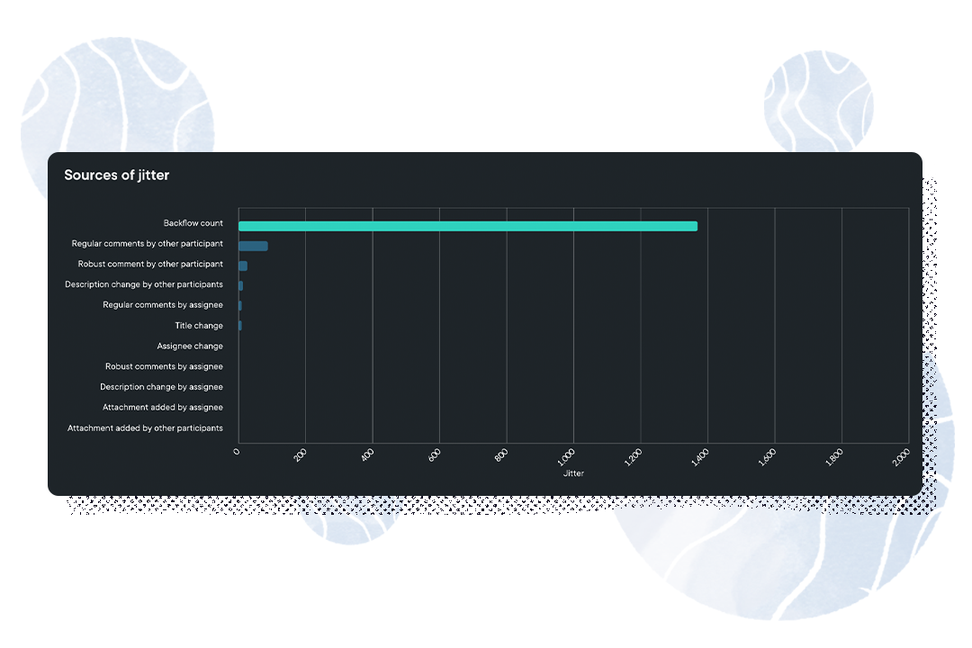 Sources of jitter
Backflow count
Regular comments by other participant
Robust comment by other participant
Description change by other participants
Regular comments by assignee
Title change
Assignee change
Robust comments by assignee
Description change by assignee
Attachment added by assignee
Attachment added by other participants
0 200 400 600 800 1,000 1,200 1,400 1,600 1,800 2,000
Jitter